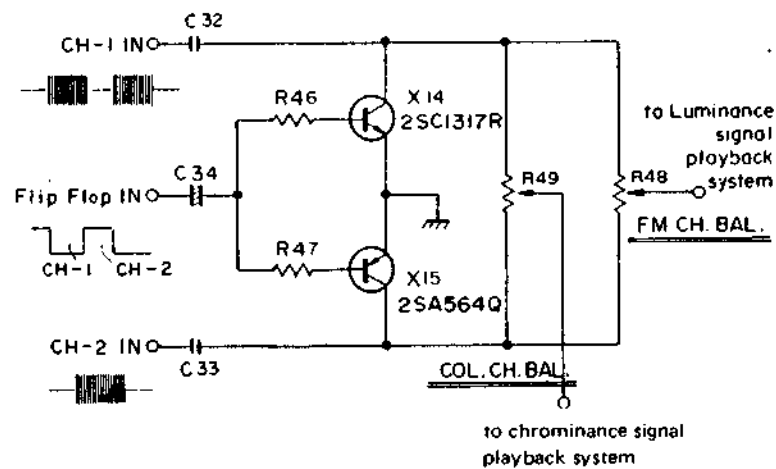 C 32
CH-1 IN
R46
X14
2SC1317R
C 34
Flip Flop IN
CH-1
CH-2
R47
X15
2SA564Q
R49
R48
to Luminance
signal
playback
system
FM CH. BAL.
CH-2 IN
C33
COL. CH. BAL.
to chrominance signal
playback system